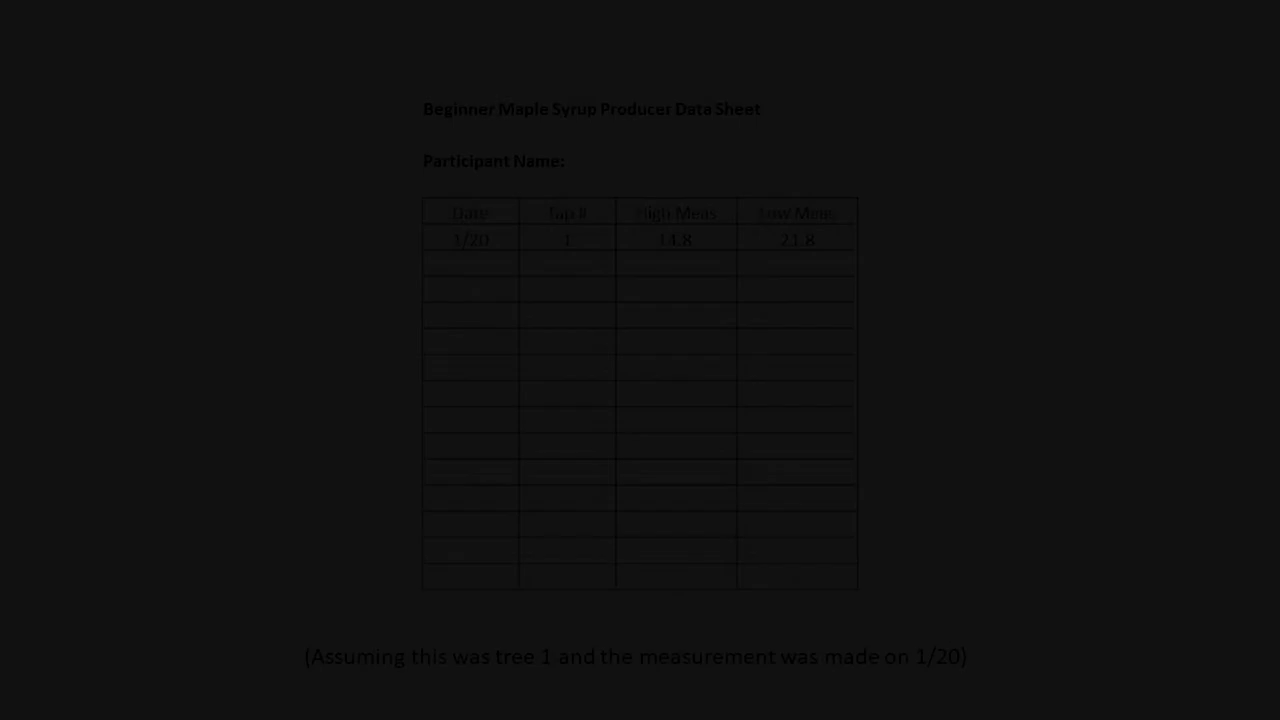 Beginner Maple Syrup Producer Data Sheet
Participant Name:
Date Tap # High Meas Low Meas
1/20 1 14.8 21.8
(Assuming this was tree 1 and the measurement was made on 1/20)